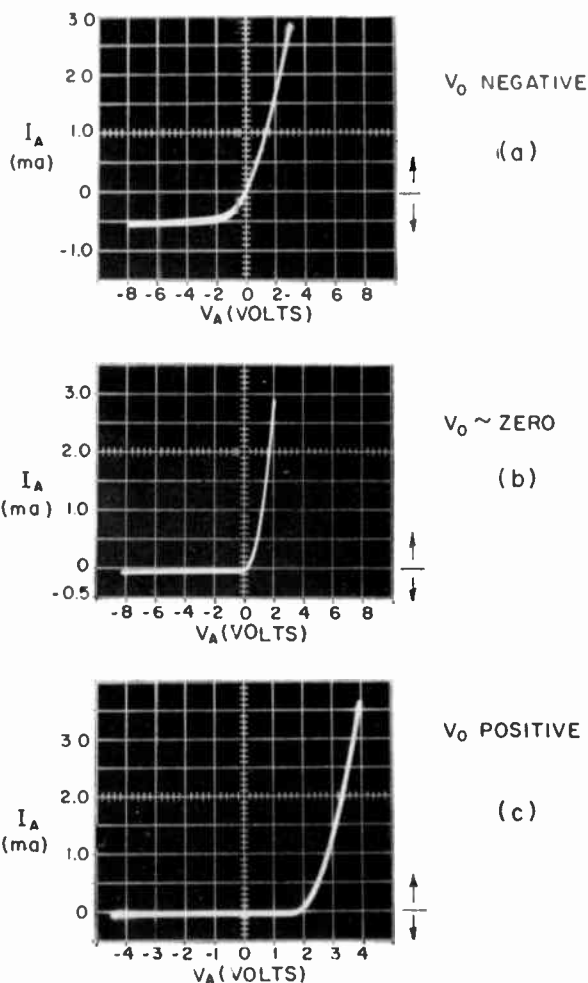 3.0
2.0
I_A 1.0
(ma)
0
-1.0
-8 -6 -4 -2 0 2- 4 6 8
V_A (VOLTS)
V_O NEGATIVE
(a)
3.0
2.0
I_A
(ma) 1.0
0
-0.5
-8 -6 -4 -2 0 2 4 6 8
V_A (VOLTS)
V_O ~ ZERO
(b)
3 0
2.0
I_A
(ma) 1.0
0
-4 -3 -2 -1 0 1 2 3 4
V_A (VOLTS)
V_O POSITIVE
(c)